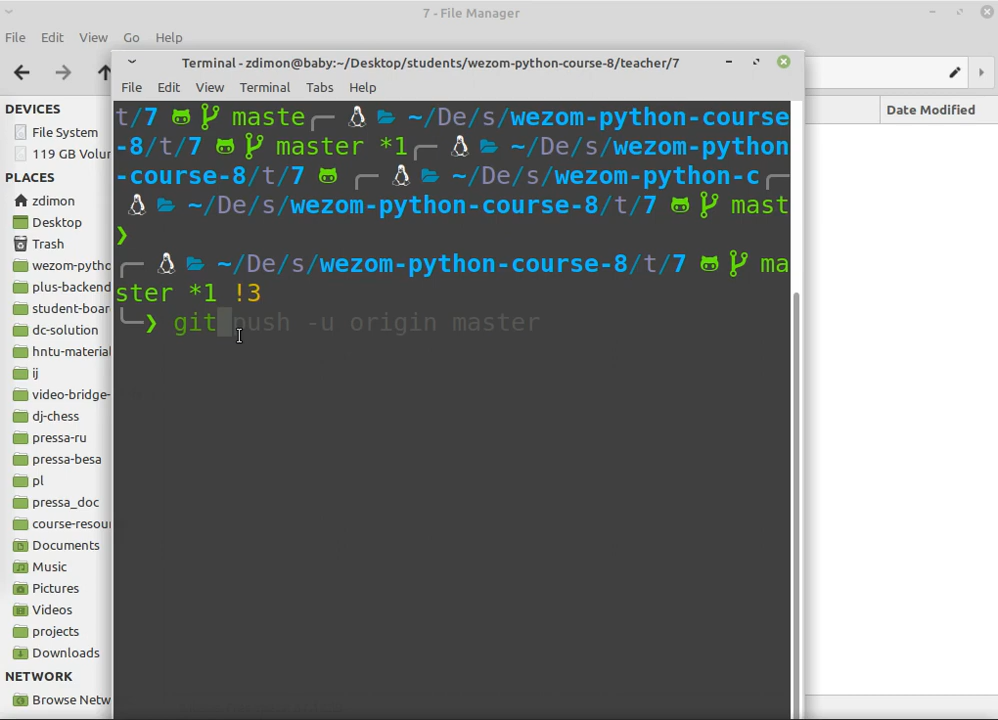 7 - File Manager
File Edit View Go Help
Terminal - zdimon@baby:~/Desktop/students/wezom-python-course-8/teacher/7
File Edit View Terminal Tabs Help
DEVICES
File System
119 GB Volu
PLACES
zdimon
Desktop
Trash
wezom-pytho
plus-backend
student-boar
dc-solution
hntu-material
ij
video-bridge-
dj-chess
pressa-ru
pressa-besa
pl
pressa_doc
course-resour
Documents
Music
Pictures
Videos
projects
Downloads
NETWORK
Browse Netw
t/7 maste ~/De/s/wezom-python-course
-8/t/7 master *1 ~/De/s/wezom-python
-course-8/t/7 ~/De/s/wezom-python-c
~/De/s/wezom-python-course-8/t/7 mast
❯
~/De/s/wezom-python-course-8/t/7 ma
ster *1 !3
❯ git push -u origin master
Date Modified